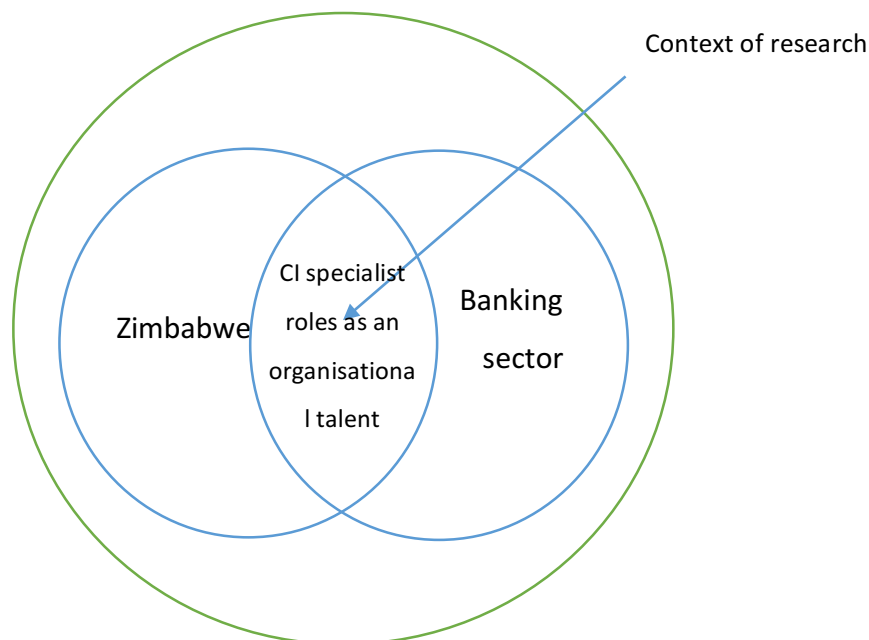 Context of research
Zimbabwe
CI specialist
roles as an
organisationa
l talent
Banking
sector